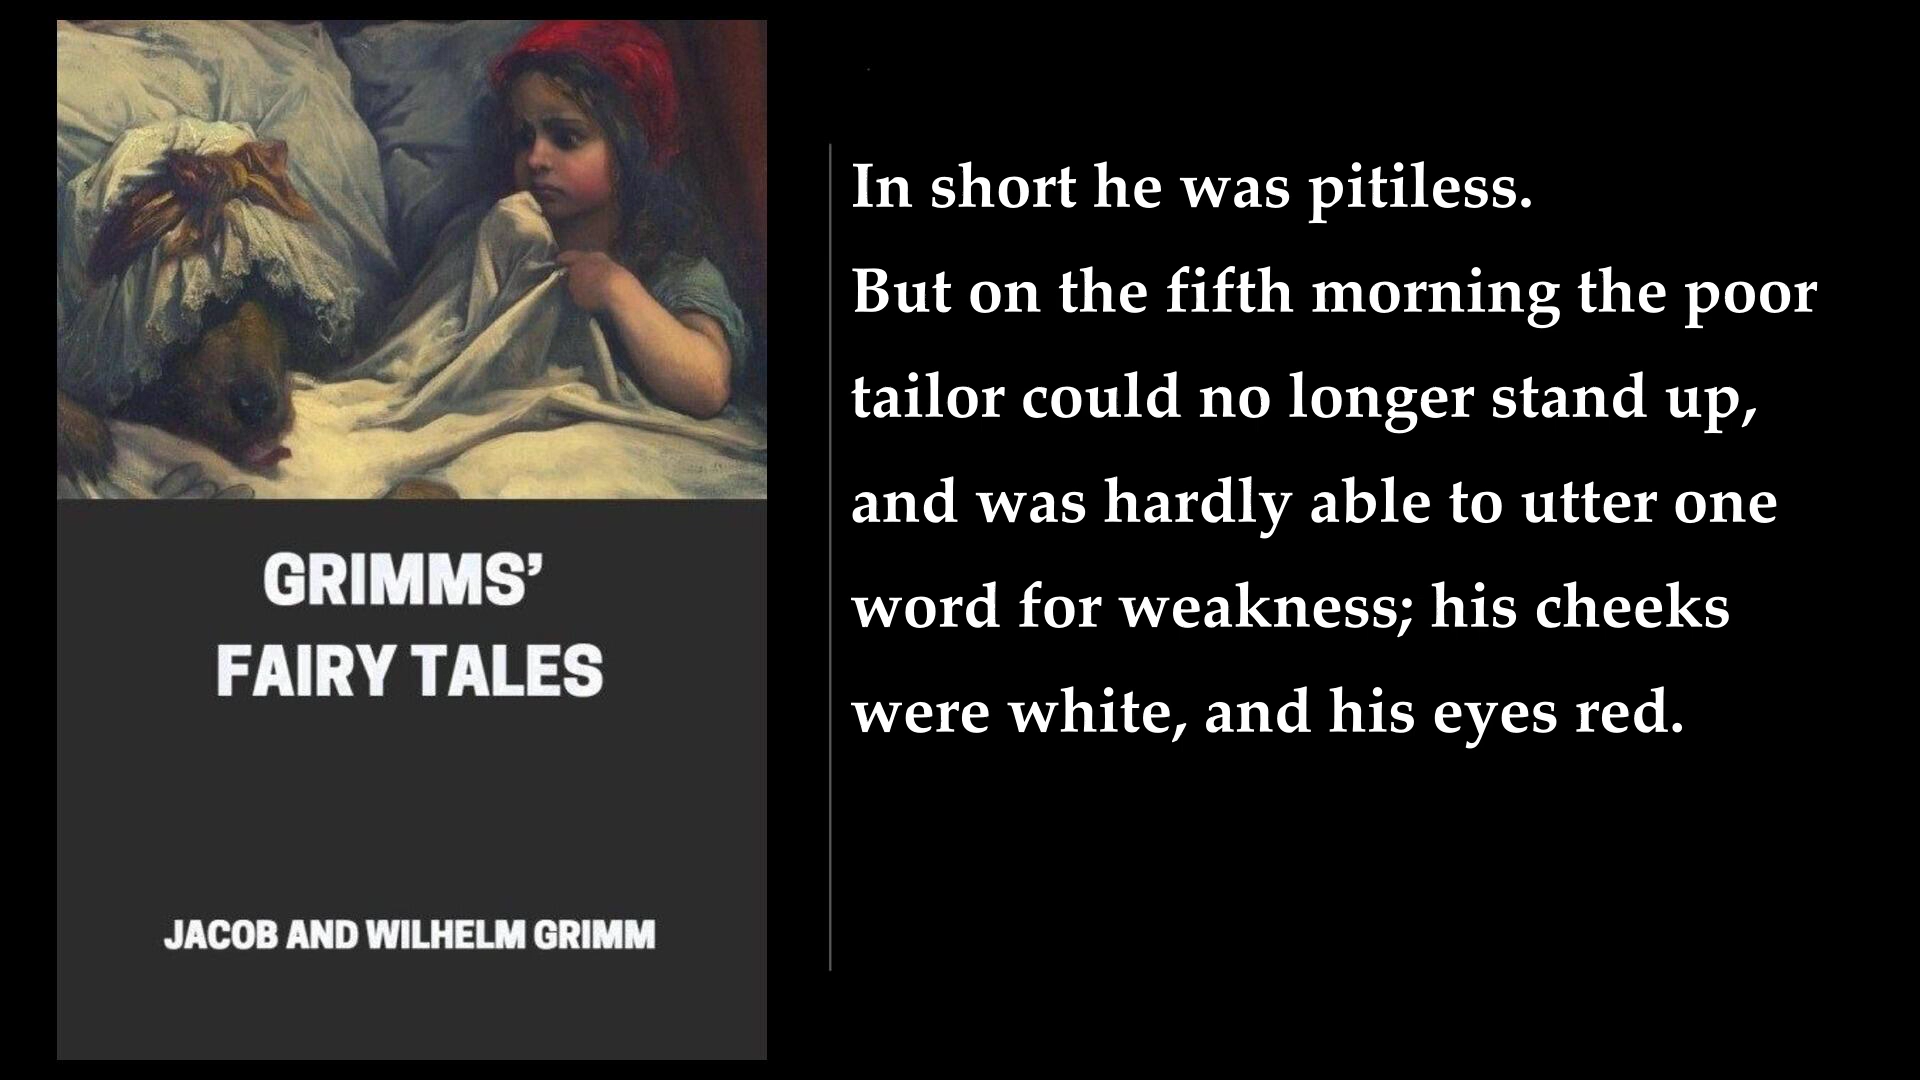 GRIMMS’
FAIRY TALES
JACOB AND WILHELM GRIMM
In short he was pitiless.
But on the fifth morning the poor
tailor could no longer stand up,
and was hardly able to utter one
word for weakness; his cheeks
were white, and his eyes red.